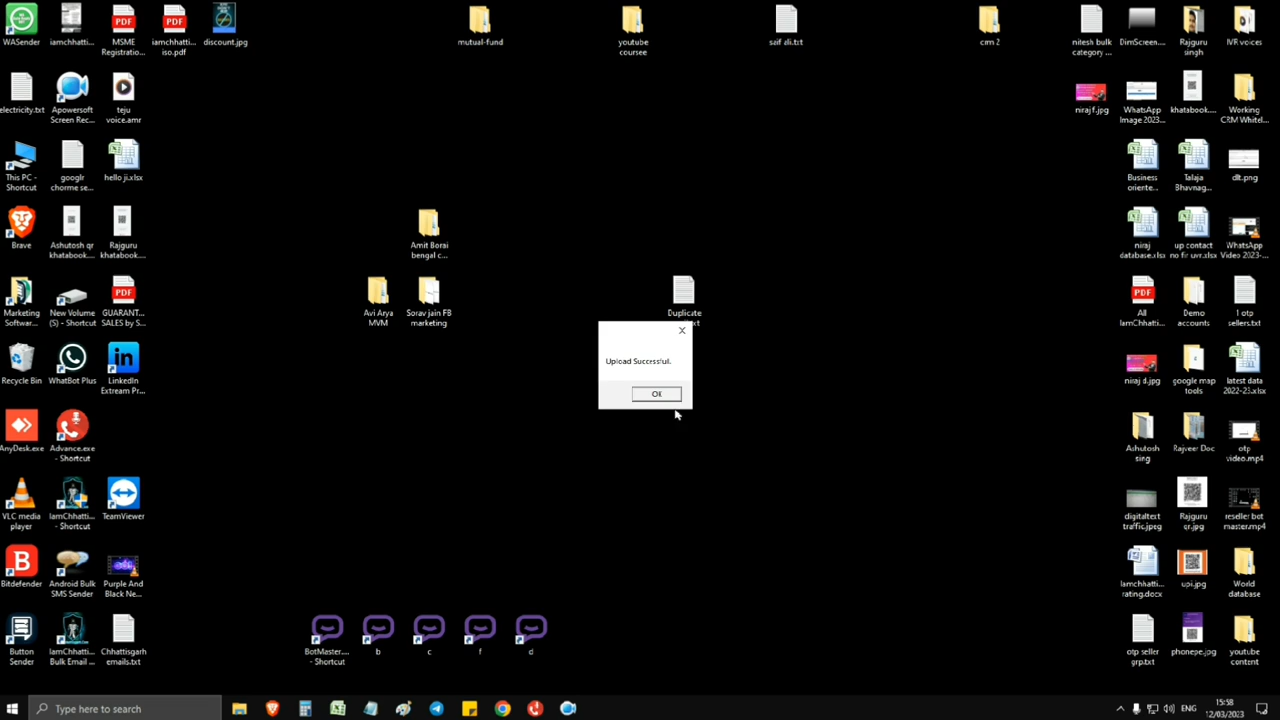 WASender
iamchhatti...
MSME
Registratio...
iamchhatti...
iso.pdf
discount.jpg
mutual-fund
youtube
coursee
saif ali.txt
crm 2
nitesh bulk
category ...
DimScreen....
Rajguru
singh
IVR voices
electricity.txt
Apowersoft
Screen Rec...
teju
voice.amr
niraj f.jpg
WhatsApp
Image 2023...
khatabook....
Working
CRM Whitel...
This PC -
Shortcut
googlr
chorme se...
hello ji.xlsx
Business
oriente...
Talaja
Bhavnag...
dlt.png
Brave
Ashutosh qr
khatabook...
Rajguru
khatabook...
Amit Borai
bengal c...
niraj
database.xlsx
up contact
no fir uvr.xlsx
WhatsApp
Video 2023-...
Marketing
Softwar...
New Volume
(S) - Shortcut
GUARANT...
SALES by S...
Avi Arya
MVM
Sorav jain FB
marketing
Duplicate
All
IamChhatti...
Demo
accounts
1 otp
sellers.txt
Upload Successful.
OK
Recycle Bin
WhatBot Plus
LinkedIn
Extream Pr...
niraj d.jpg
google map
tools
latest data
2022-23.xlsx
AnyDesk.exe
Advance.exe
- Shortcut
Ashutosh
sing
Rajveer Doc
otp
video.mp4
VLC media
player
IamChhatti...
- Shortcut
TeamViewer
digitaltext
traffic.jpeg
Rajguru
qr.jpg
reseller bot
master.mp4
Bitdefender
Android Bulk
SMS Sender
Purple And
Black Ne...
Iamchhatti...
rating.docx
upi.jpg
World
database
Button
Sender
IamChhatti...
Bulk Email ...
Chhattisgarh
emails.txt
BotMaster....
- Shortcut
b
c
f
d
otp seller
grp.txt
phonepe.jpg
youtube
content
Type here to search
ENG
15:58
12/03/2023